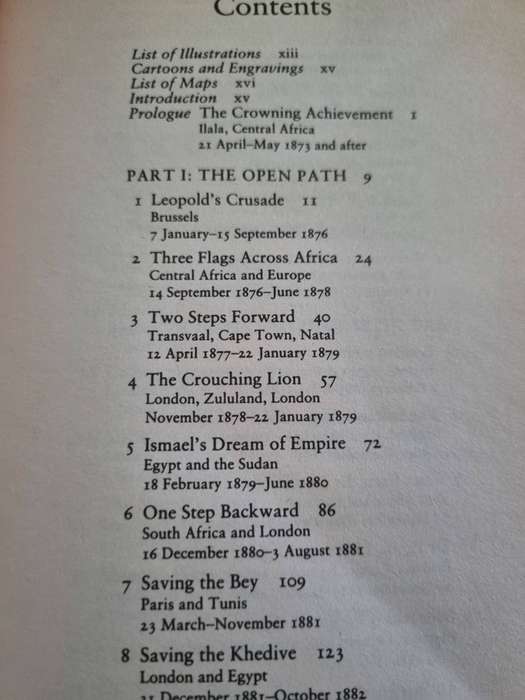 Contents
List of Illustrations xiii
Cartoons and Engravings xv
List of Maps xvi
Introduction xv
Prologue The Crowning Achievement 1
Ilala, Central Africa
21 April–May 1873 and after
PART I: THE OPEN PATH 9
1 Leopold's Crusade 11
Brussels
7 January–15 September 1876
2 Three Flags Across Africa 24
Central Africa and Europe
14 September 1876–June 1878
3 Two Steps Forward 40
Transvaal, Cape Town, Natal
12 April 1877–22 January 1879
4 The Crouching Lion 57
London, Zululand, London
November 1878–22 January 1879
5 Ismael's Dream of Empire 72
Egypt and the Sudan
18 February 1879–June 1880
6 One Step Backward 86
South Africa and London
16 December 1880–3 August 1881
7 Saving the Bey 109
Paris and Tunis
23 March–November 1881
8 Saving the Khedive 123
London and Egypt
31 December 1881–October 1882